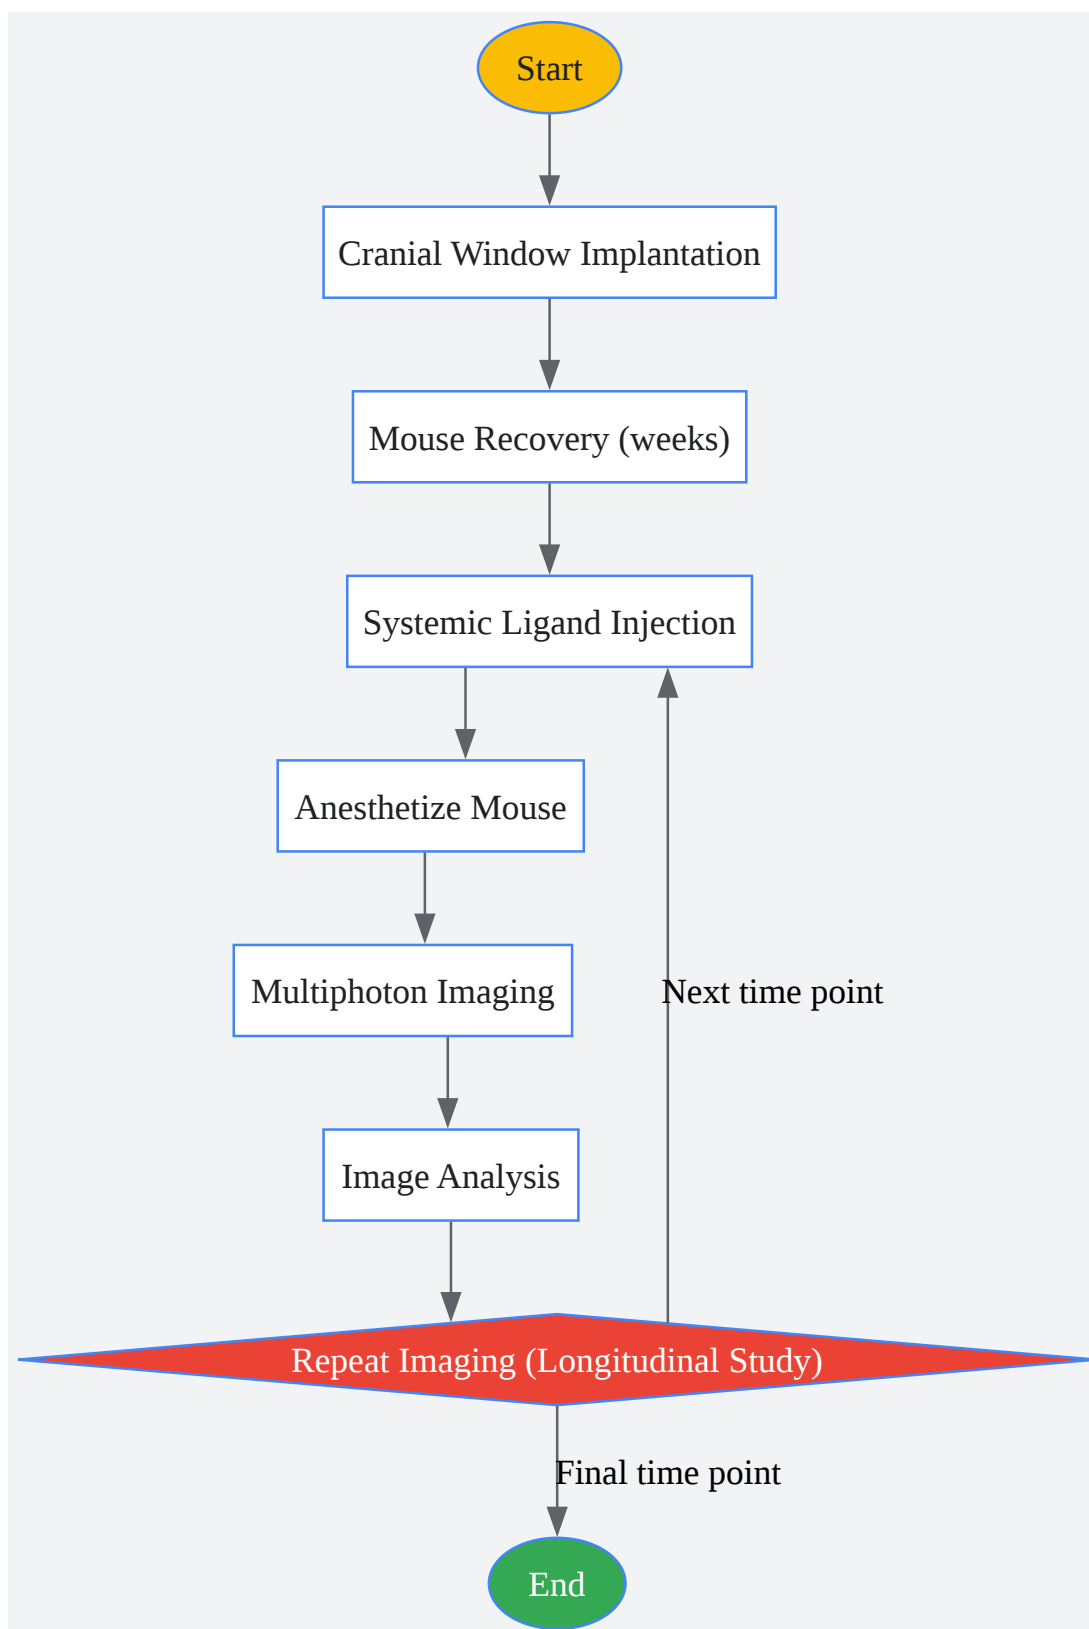 Start
Cranial Window Implantation
Mouse Recovery (weeks)
Systemic Ligand Injection
Anesthetize Mouse
Multiphoton Imaging
Next time point
Image Analysis
Repeat Imaging (Longitudinal Study)
Final time point
End